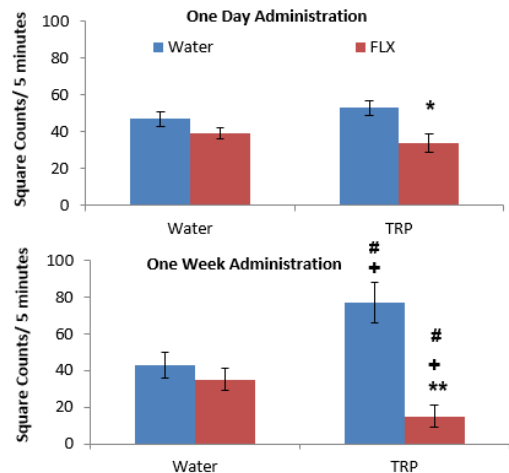 One Day Administration
Square Counts/ 5 minutes
100
80
60
40
20
0
Water
FLX
*
Water
TRP
One Week Administration
Square Counts/ 5 minutes
100
80
60
40
20
0
#
+
#
+
**
Water
TRP